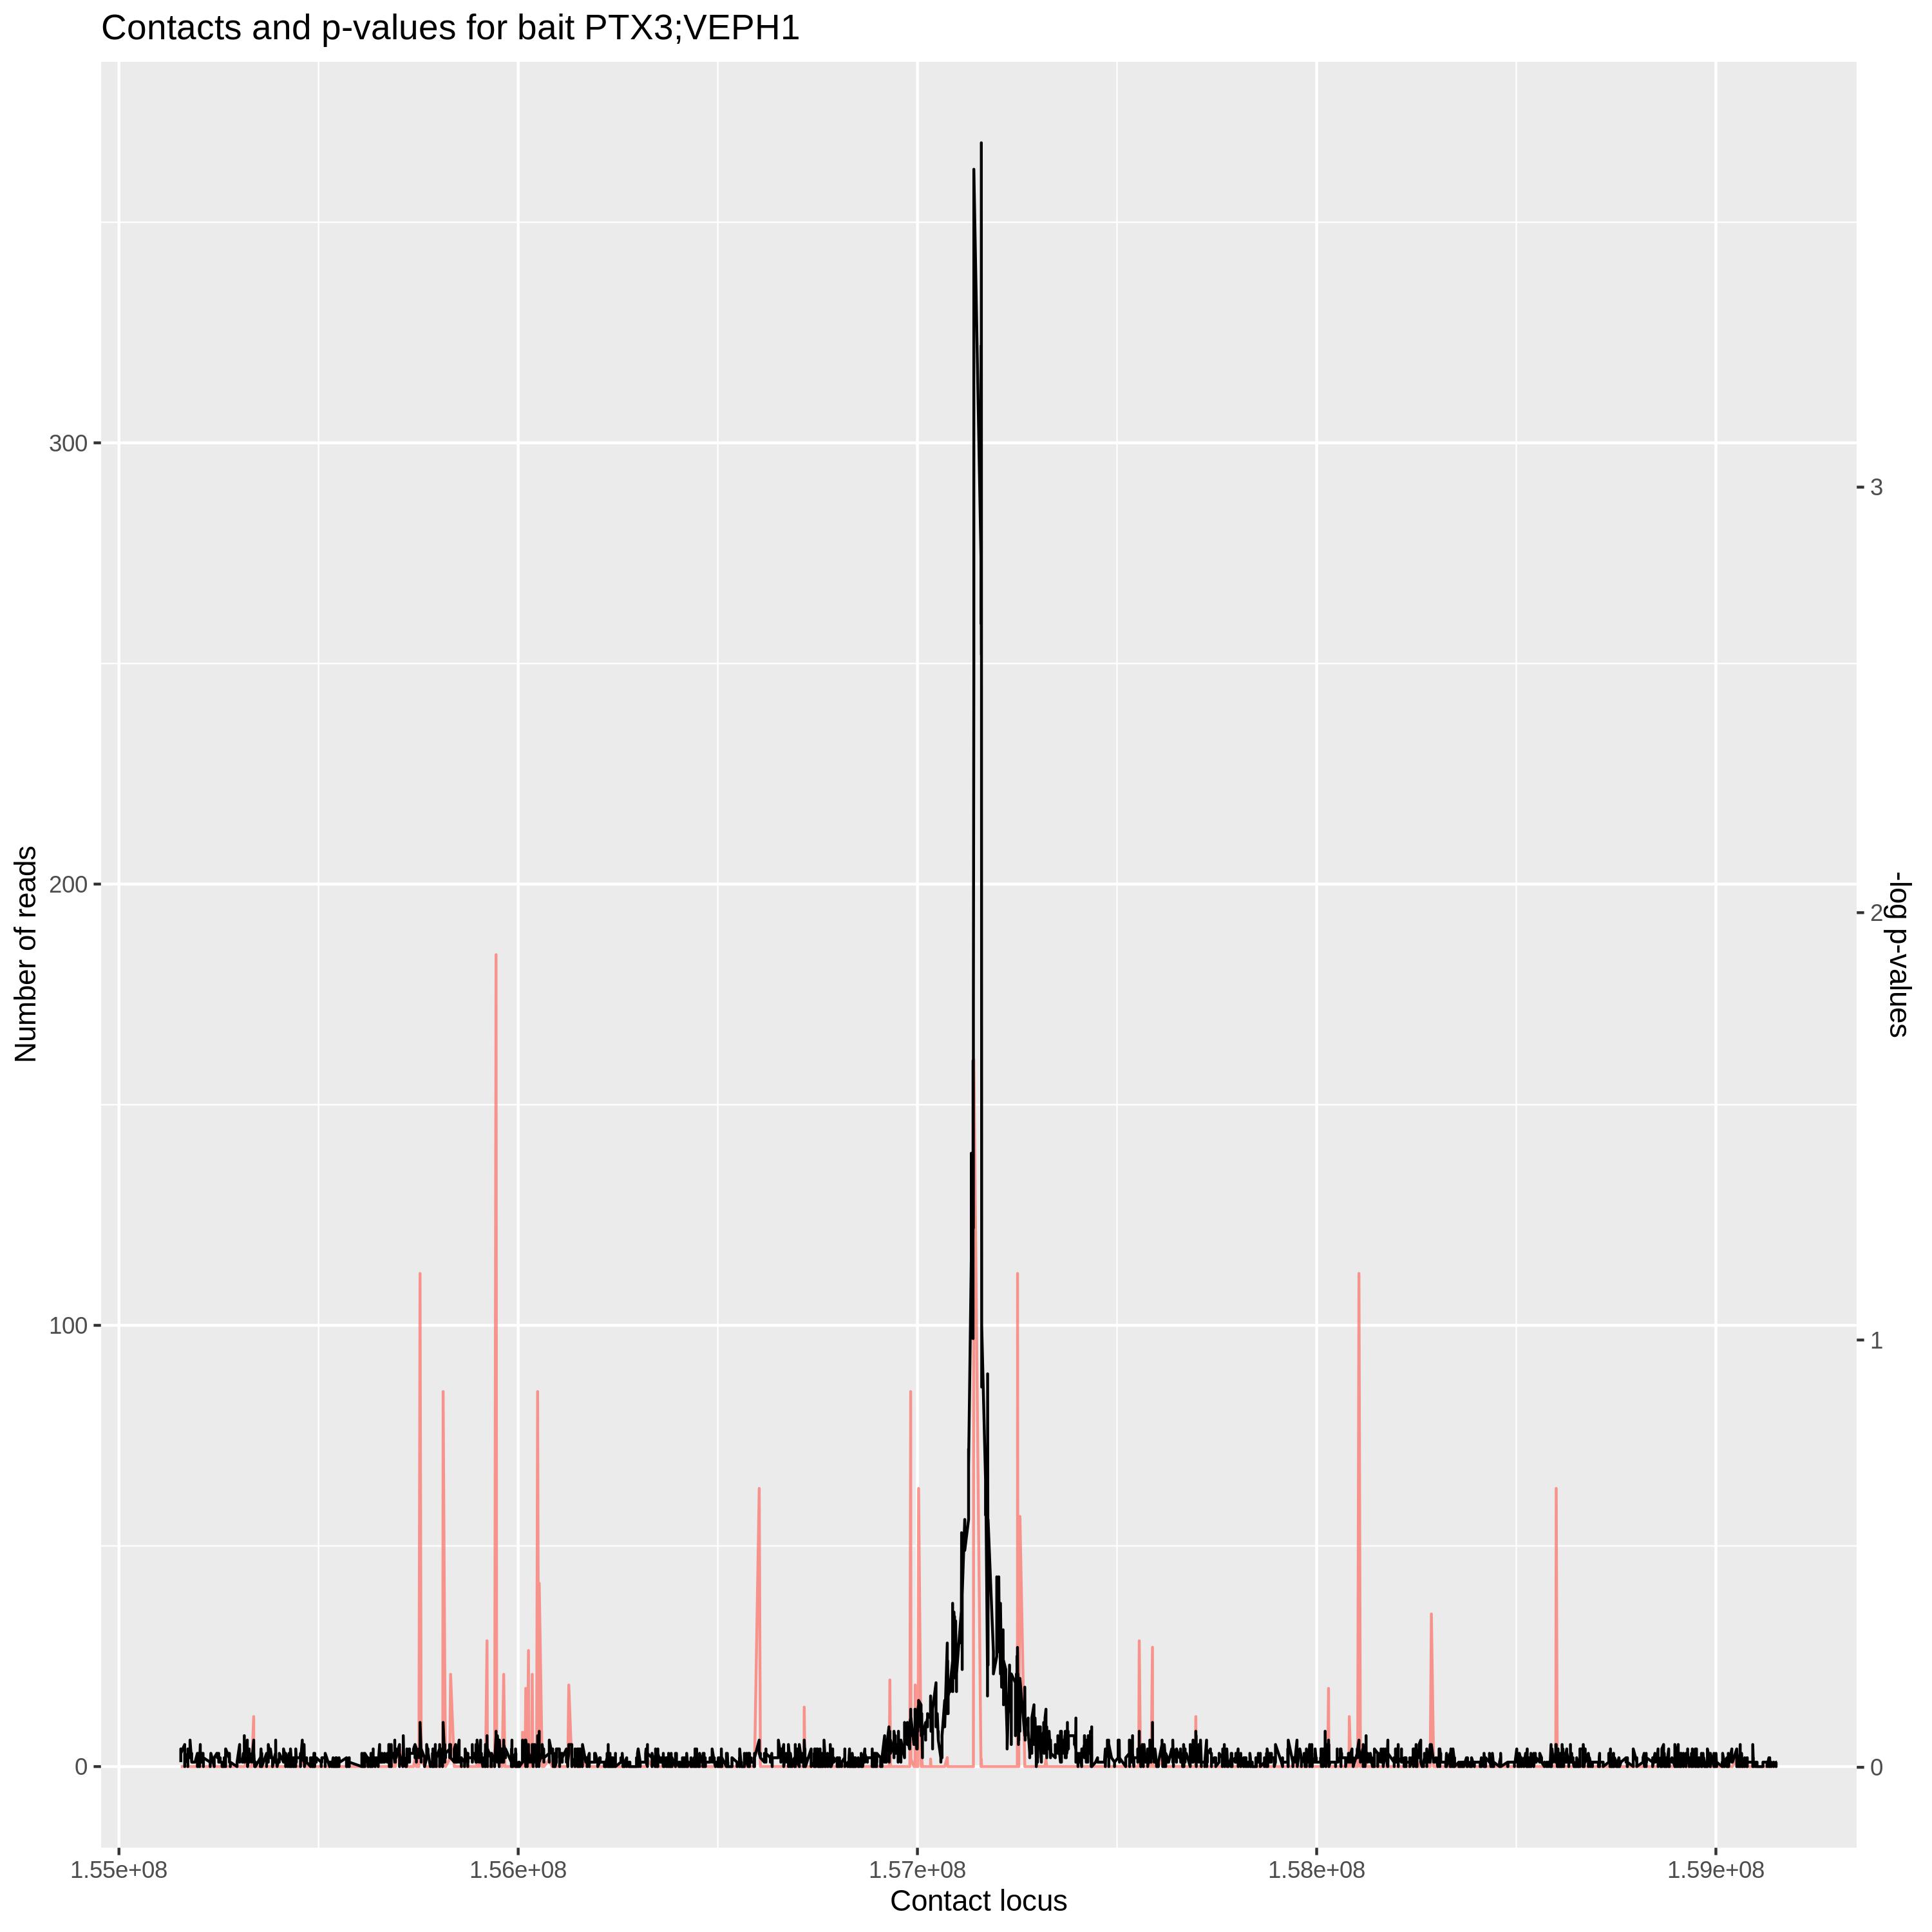 Contacts and p-values for bait PTX3;VEPH1
Number of reads
300
200
100
0
3
2
1
0
-log p-values
1.55e+08 1.56e+08 1.57e+08 1.58e+08 1.59e+08
Contact locus